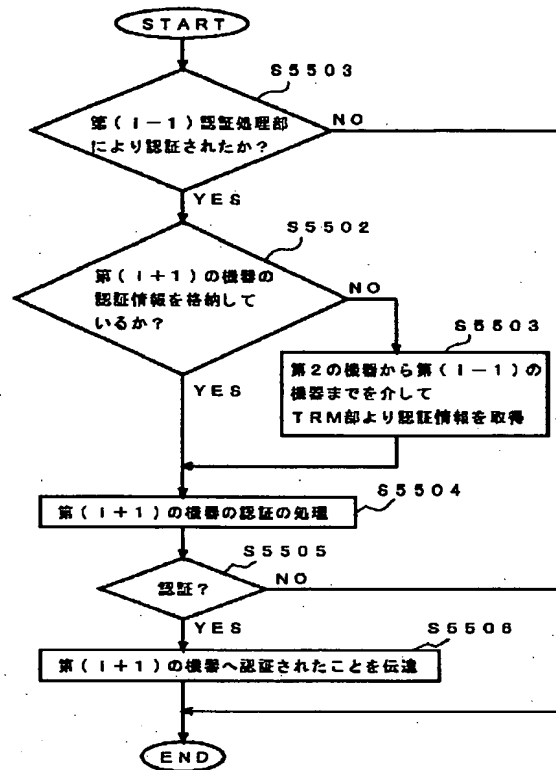 START
S5503
第(i-1)認証処理部
により認証されたか?
NO
YES
S5502
第(i+1)の機器の
認証情報を格納して
いるか?
NO
S5503
第2の機器から第(i-1)の
機器までを介して
TRM部より認証情報を取得
YES
S5504
第(i+1)の機器の認証の処理
S5505
認証?
NO
YES
S5506
第(i+1)の機器へ認証されたことを伝達
END